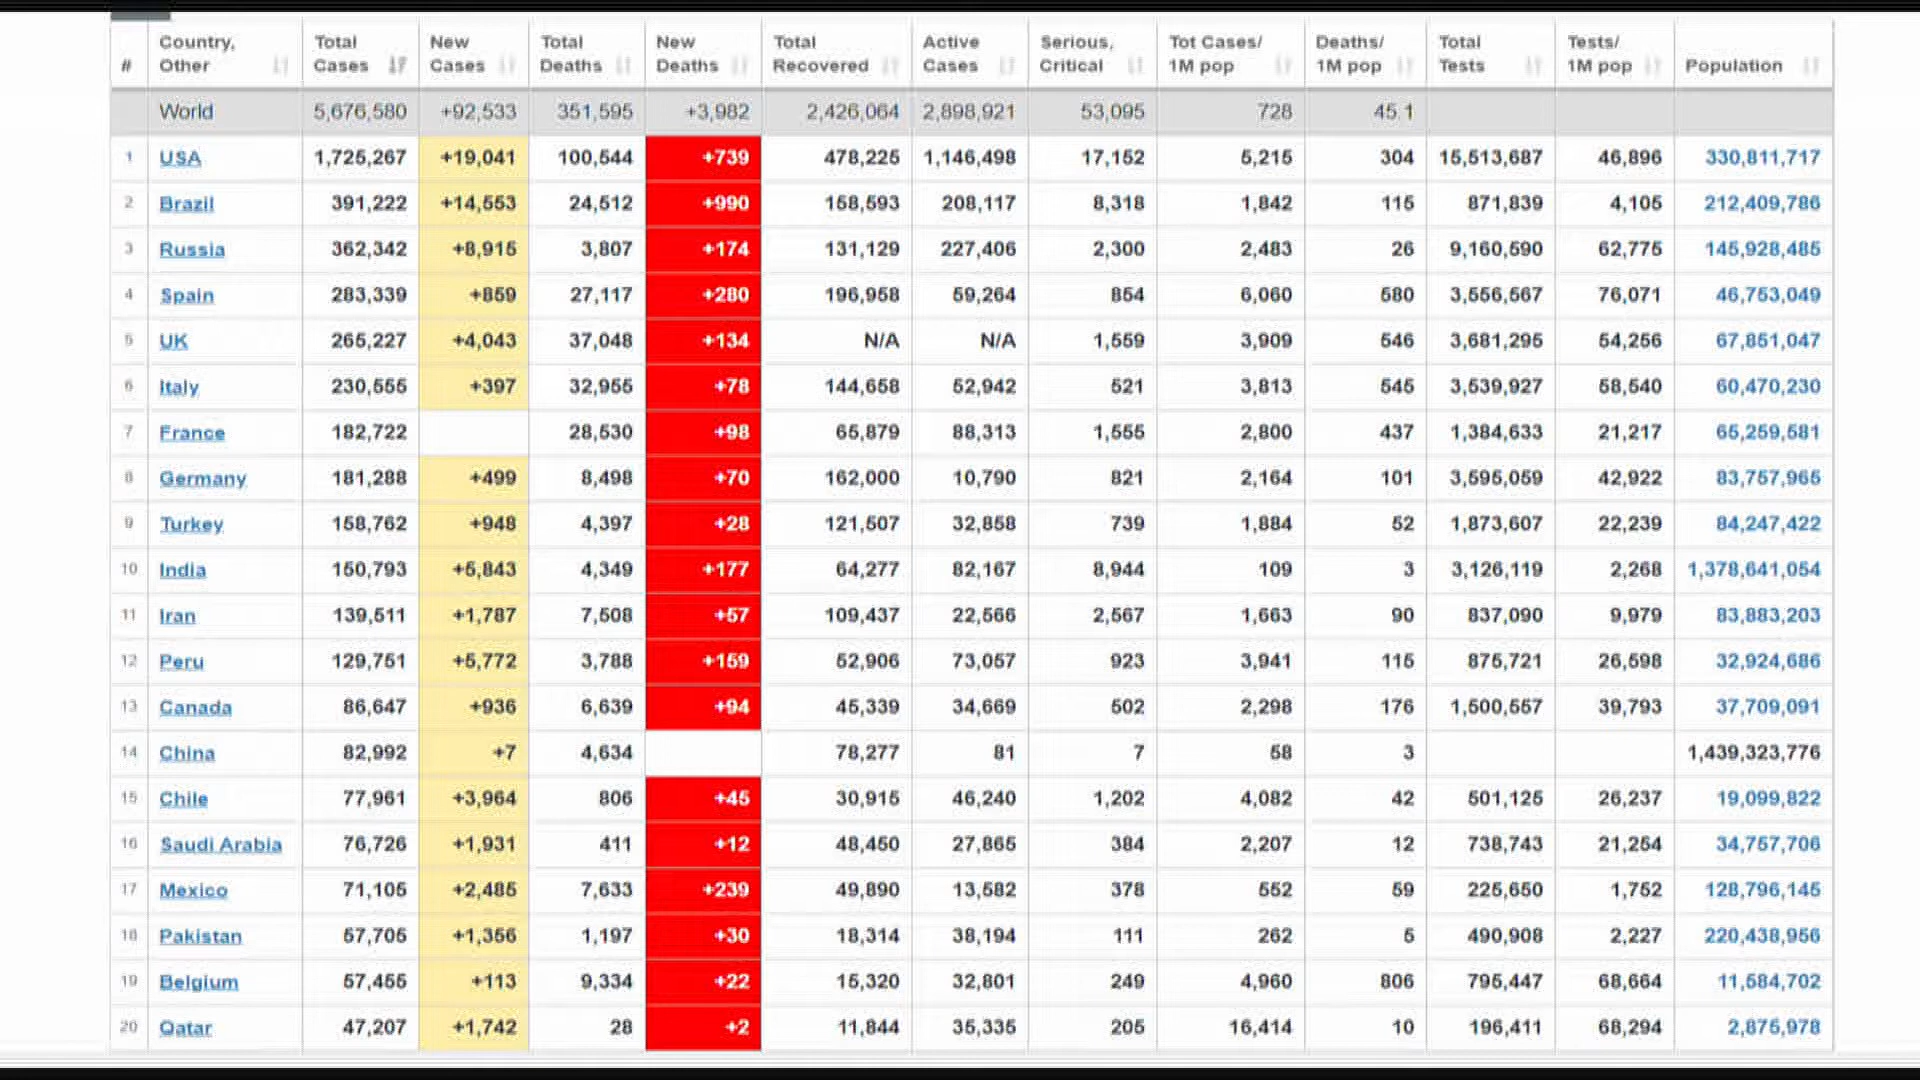 # Country, Other Total Cases New Cases Total Deaths New Deaths Total Recovered Active Cases Serious, Critical Tot Cases/ 1M pop Deaths/ 1M pop Total Tests Tests/ 1M pop Population
World 5,676,580 +92,533 351,595 +3,982 2,426,064 2,898,921 53,095 728 45.1
1 USA 1,725,267 +19,041 100,544 +739 478,225 1,146,498 17,152 5,215 304 15,513,687 46,896 330,811,717
2 Brazil 391,222 +14,553 24,512 +990 158,593 208,117 8,318 1,842 115 871,839 4,105 212,409,786
3 Russia 362,342 +8,915 3,807 +174 131,129 227,406 2,300 2,483 26 9,160,590 62,775 145,928,485
4 Spain 283,339 +859 27,117 +280 196,958 59,264 854 6,060 580 3,556,567 76,071 46,753,049
5 UK 265,227 +4,043 37,048 +134 N/A N/A 1,559 3,909 546 3,681,295 54,256 67,851,047
6 Italy 230,555 +397 32,955 +78 144,658 52,942 521 3,813 545 3,539,927 58,540 60,470,230
7 France 182,722 28,530 +98 65,879 88,313 1,555 2,800 437 1,384,633 21,217 65,259,581
8 Germany 181,288 +499 8,498 +70 162,000 10,790 821 2,164 101 3,595,059 42,922 83,757,965
9 Turkey 158,762 +948 4,397 +28 121,507 32,858 739 1,884 52 1,873,607 22,239 84,247,422
10 India 150,793 +5,843 4,349 +177 64,277 82,167 8,944 109 3 3,126,119 2,268 1,378,641,054
11 Iran 139,511 +1,787 7,508 +57 109,437 22,566 2,567 1,663 90 837,090 9,979 83,883,203
12 Peru 129,751 +5,772 3,788 +159 52,906 73,057 923 3,941 115 875,721 26,598 32,924,686
13 Canada 86,647 +936 6,639 +94 45,339 34,669 502 2,298 176 1,500,557 39,793 37,709,091
14 China 82,992 +7 4,634 78,277 81 7 58 3 1,439,323,776
15 Chile 77,961 +3,964 806 +45 30,915 46,240 1,202 4,082 42 501,125 26,237 19,099,822
16 Saudi Arabia 76,726 +1,931 411 +12 48,450 27,865 384 2,207 12 738,743 21,254 34,757,706
17 Mexico 71,105 +2,485 7,633 +239 49,890 13,582 378 552 59 225,650 1,752 128,796,145
18 Pakistan 57,705 +1,356 1,197 +30 18,314 38,194 111 262 5 490,908 2,227 220,438,956
19 Belgium 57,455 +113 9,334 +22 15,320 32,801 249 4,960 806 795,447 68,664 11,584,702
20 Qatar 47,207 +1,742 28 +2 11,844 35,335 205 16,414 10 196,411 68,294 2,875,978